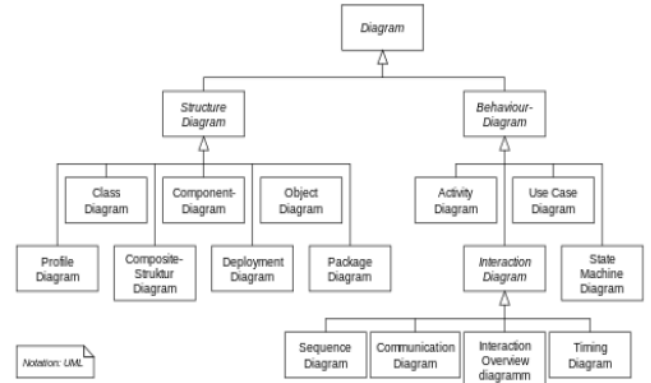 Diagram
Structure
Diagram
Behaviour-
Diagram
Class
Diagram
Component-
Diagram
Object
Diagram
Activity
Diagram
Use Case
Diagram
Profile
Diagram
Composite-
Struktur
Diagram
Deployment
Diagram
Package
Diagram
Interaction
Diagram
State
Machine
Diagram
Sequence
Diagram
Communication
Diagram
Interaction
Overview
diagramm
Timing
Diagram
Notation: UML